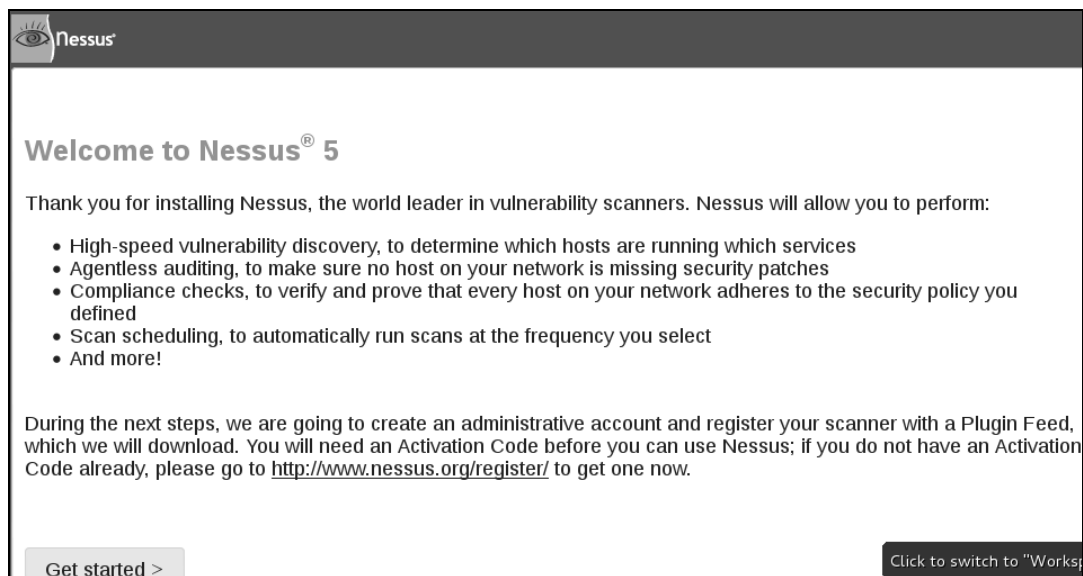 Nessus®
Welcome to Nessus® 5
Thank you for installing Nessus, the world leader in vulnerability scanners. Nessus will allow you to perform:
• High-speed vulnerability discovery, to determine which hosts are running which services
• Agentless auditing, to make sure no host on your network is missing security patches
• Compliance checks, to verify and prove that every host on your network adheres to the security policy you
defined
• Scan scheduling, to automatically run scans at the frequency you select
• And more!
During the next steps, we are going to create an administrative account and register your scanner with a Plugin Feed,
which we will download. You will need an Activation Code before you can use Nessus; if you do not have an Activation
Code already, please go to http://www.nessus.org/register/ to get one now.
Get started >
Click to switch to "Worksp